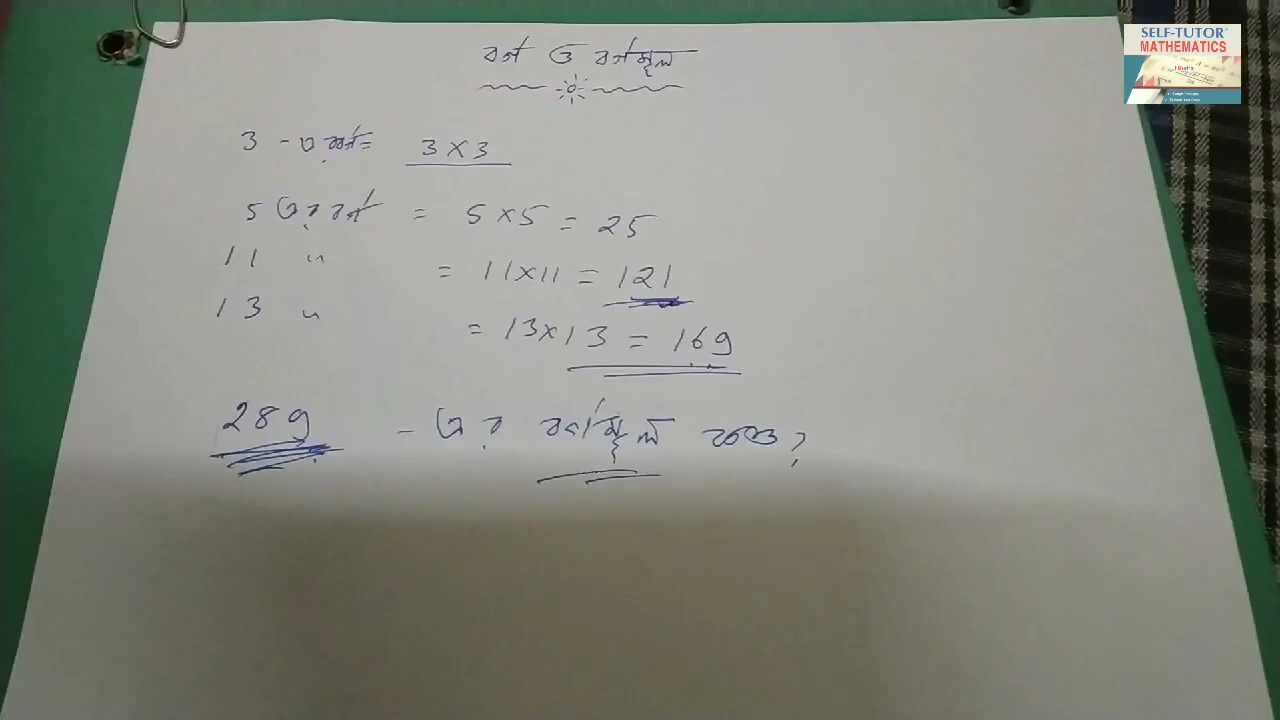 বর্গ ও বর্গমূল
SELF-TUTOR
MATHEMATICS
3 - এর বর্গ = 3 × 3
5 এর বর্গ = 5 × 5 = 25
11 " = 11 × 11 = 121
13 " = 13 × 13 = 169
289 - এর বর্গমূল কত?